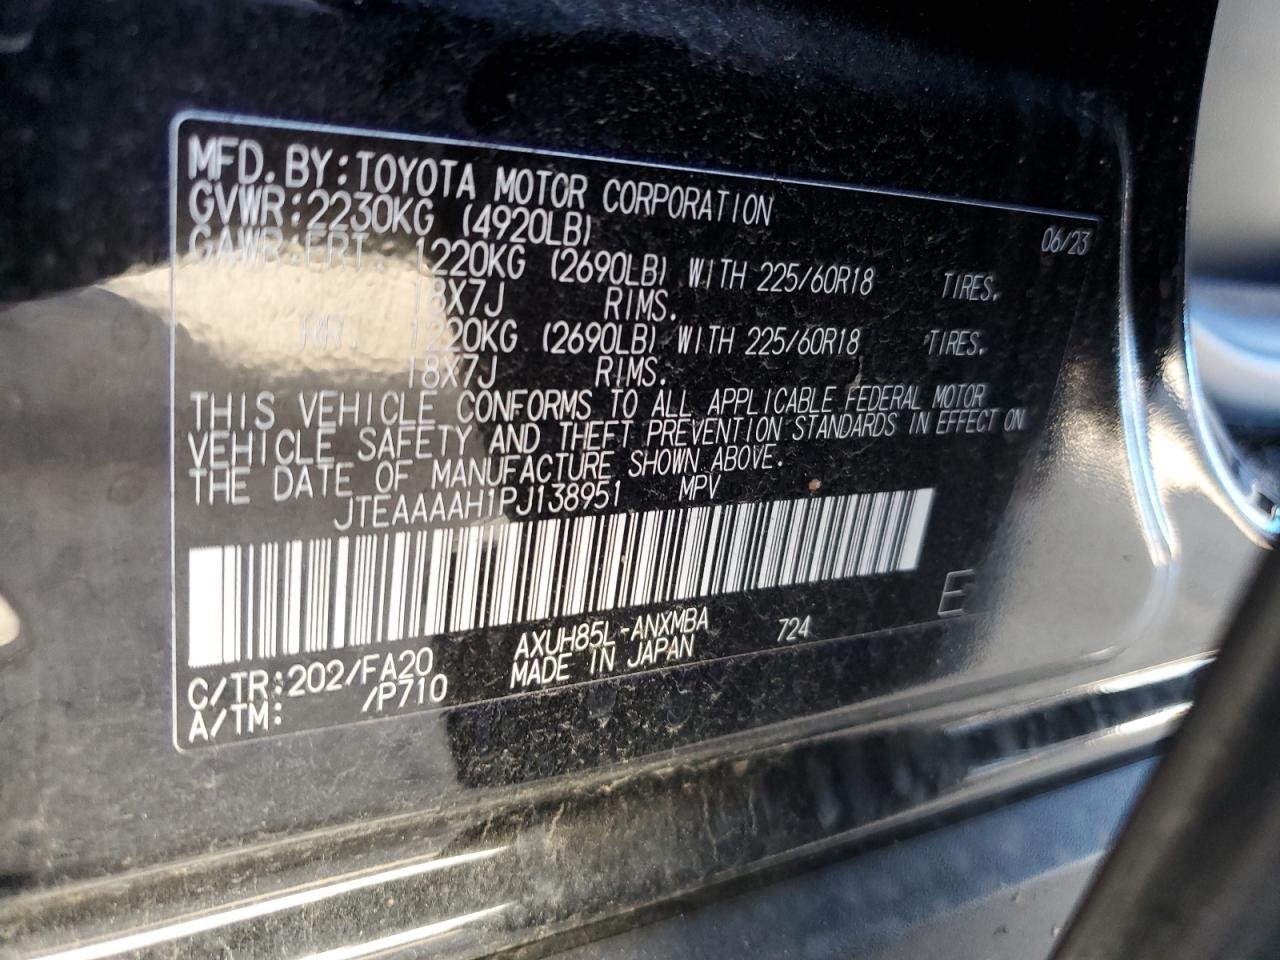 MFD. BY: TOYOTA MOTOR CORPORATION 06/23
GVWR: 2230KG (4920LB)
GAWR: FRT. 1220KG (2690LB) WITH 225/60R18 TIRES.
18X7J RIMS.
RR. 1220KG (2690LB) WITH 225/60R18 TIRES.
18X7J RIMS.
THIS VEHICLE CONFORMS TO ALL APPLICABLE FEDERAL MOTOR
VEHICLE SAFETY AND THEFT PREVENTION STANDARDS IN EFFECT ON
THE DATE OF MANUFACTURE SHOWN ABOVE.
JTEAAAAH1PJ138951 MPV
E
C/TR: 202/FA20 AXUH85L-ANXMBA 724
A/TM: /P710 MADE IN JAPAN